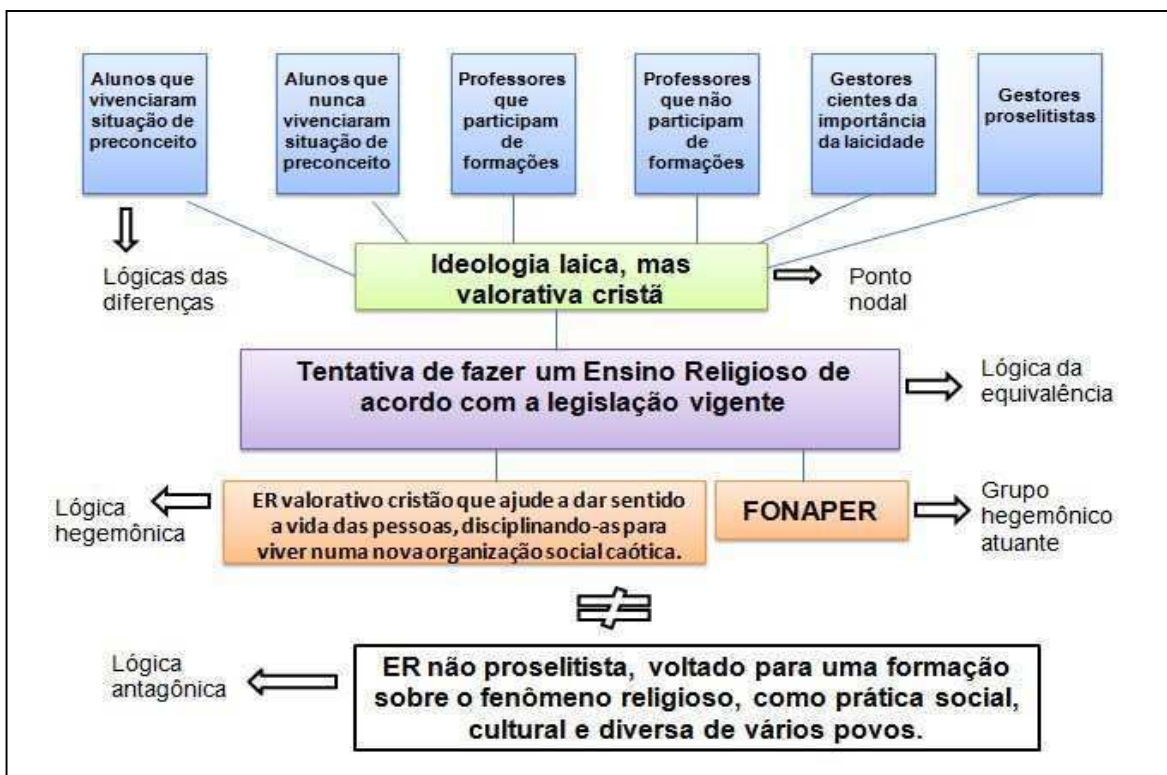 Alunos que
vivenciaram
situação de
preconceito
Alunos que
nunca
vivenciaram
situação de
preconceito
Professores
que
participam
de
formações
Professores
que não
participam
de
formações
Gestores
cientes da
importância
da laicidade
Gestores
proselitistas
Lógicas das
diferenças
Ideologia laica, mas
valorativa cristã
Ponto
nodal
Tentativa de fazer um Ensino Religioso de
acordo com a legislação vigente
Lógica da
equivalência
Lógica
hegemônica
ER valorativo cristão que ajude a dar sentido
a vida das pessoas, disciplinando-as para
viver numa nova organização social caótica.
FONAPER
Grupo
hegemônico
atuante
≠
Lógica
antagônica
ER não proselitista, voltado para uma formação
sobre o fenômeno religioso, como prática social,
cultural e diversa de vários povos.